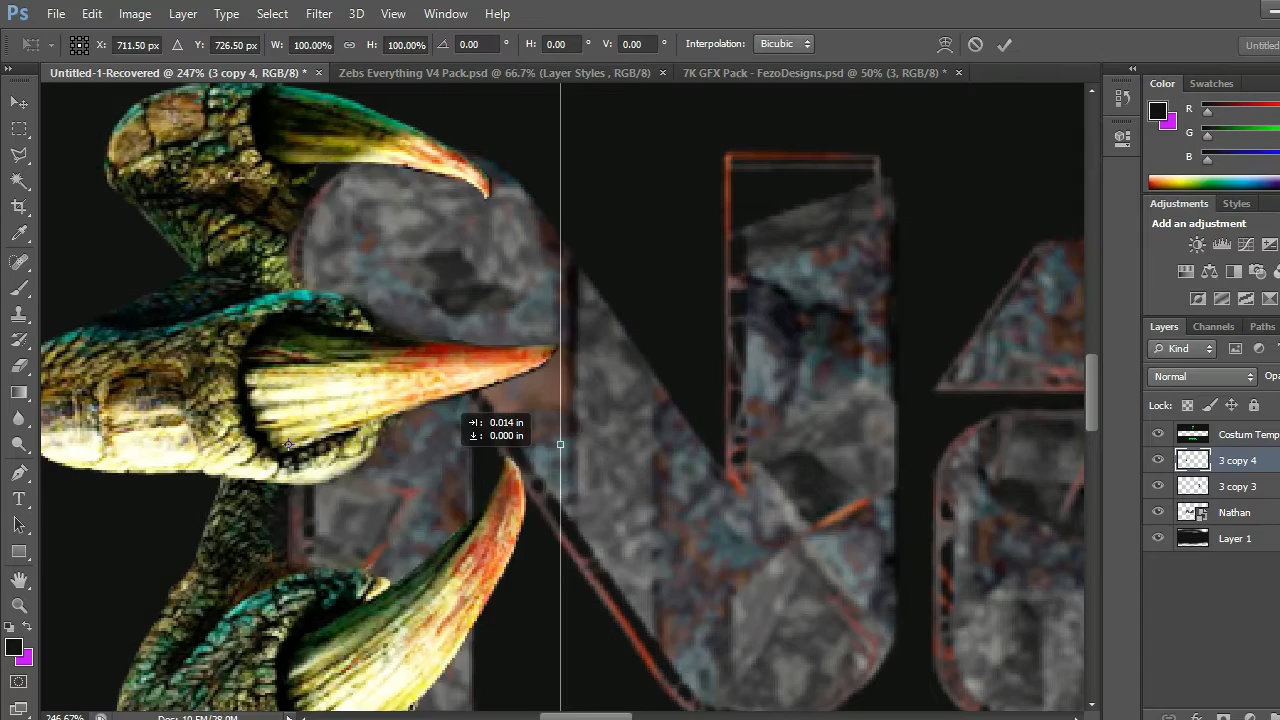 Ps File Edit Image Layer Type Select Filter 3D View Window Help
X: 711.50 px Y: 726.50 px W: 100.00% H: 100.00% 0.00 ° H: 0.00 ° V: 0.00 ° Interpolation: Bicubic Untitled
Untitled-1-Recovered @ 247% (3 copy 4, RGB/8) * × Zebs Everything V4 Pack.psd @ 66.7% (Layer Styles , RGB/8) × 7K GFX Pack - FezoDesigns.psd @ 50% (3, RGB/8) * ×
Color Swatches
R
G
B
Adjustments Styles
Add an adjustment
Layers Channels Paths
Kind
Normal Opa
Lock:
Costum Temp
3 copy 4
3 copy 3
Nathan
Layer 1
0.014 in
0.000 in
T
N
246.67% Doc: 10.5M/28.0M